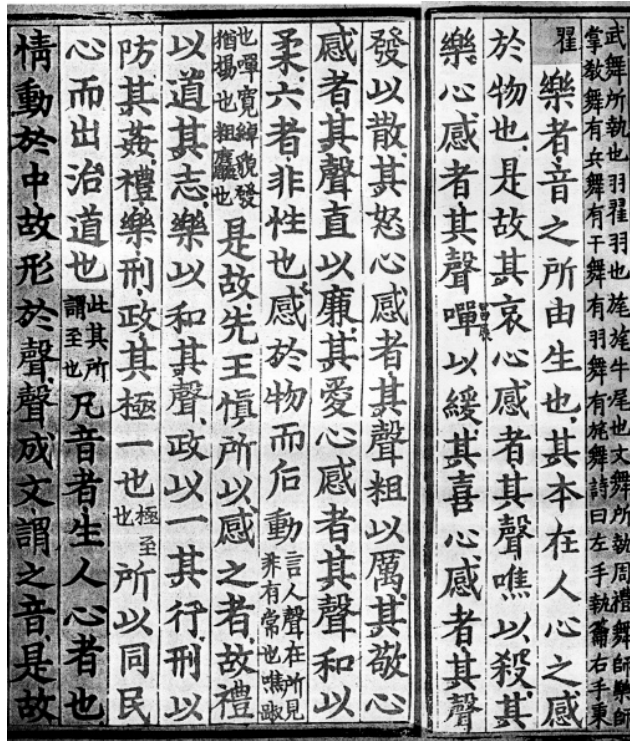 武舞所執也羽翟羽也旄旄牛尾也文舞所執周禮舞師樂師
掌敎舞有兵舞有干舞有羽舞有旄舞詩曰左手執籥右手秉
翟樂者音之所由生也其本在人心之感
於物也是故其哀心感者其聲噍以殺其
樂心感者其聲嘽昌展以緩其喜心感者其聲
發以散其怒心感者其聲粗以厲其敬心
感者其聲直以廉其愛心感者其聲和以
柔六者非性也感於物而后動言人聲在所見非有常也噍踧
也嘽寬綽貌發猶揚也粗麤也是故先王愼所以感之者故禮
以道其志樂以和其聲政以一其行刑以
防其姦禮樂刑政其極一也極至也所以同民
心而出治道也此其所謂至也凡音者生人心者也
情動於中故形於聲聲成文謂之音是故